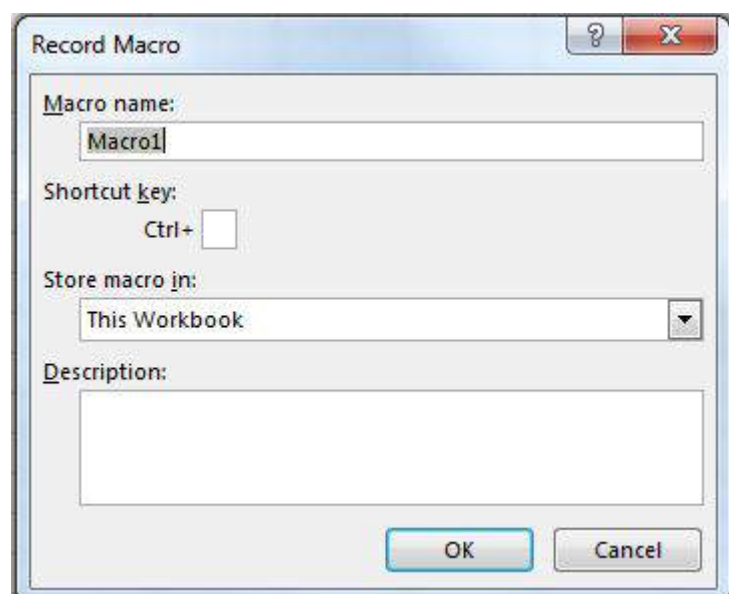 Record Macro
?
Macro name:
Macro1
Shortcut key:
Ctrl+
Store macro in:
This Workbook
Description:
OK Cancel